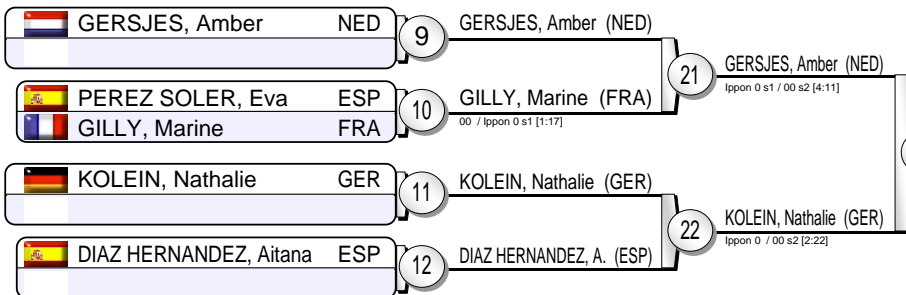 GERSJES, Amber NED
9
GERSJES, Amber (NED)
PEREZ SOLER, Eva ESP
GILLY, Marine FRA
10
GILLY, Marine (FRA)
00 / Ippon 0 s1 [1:17]
21
GERSJES, Amber (NED)
Ippon 0 s1 / 00 s2 [4:11]
KOLEIN, Nathalie GER
11
KOLEIN, Nathalie (GER)
DIAZ HERNANDEZ, Aitana ESP
12
DIAZ HERNANDEZ, A. (ESP)
22
KOLEIN, Nathalie (GER)
Ippon 0 / 00 s2 [2:22]